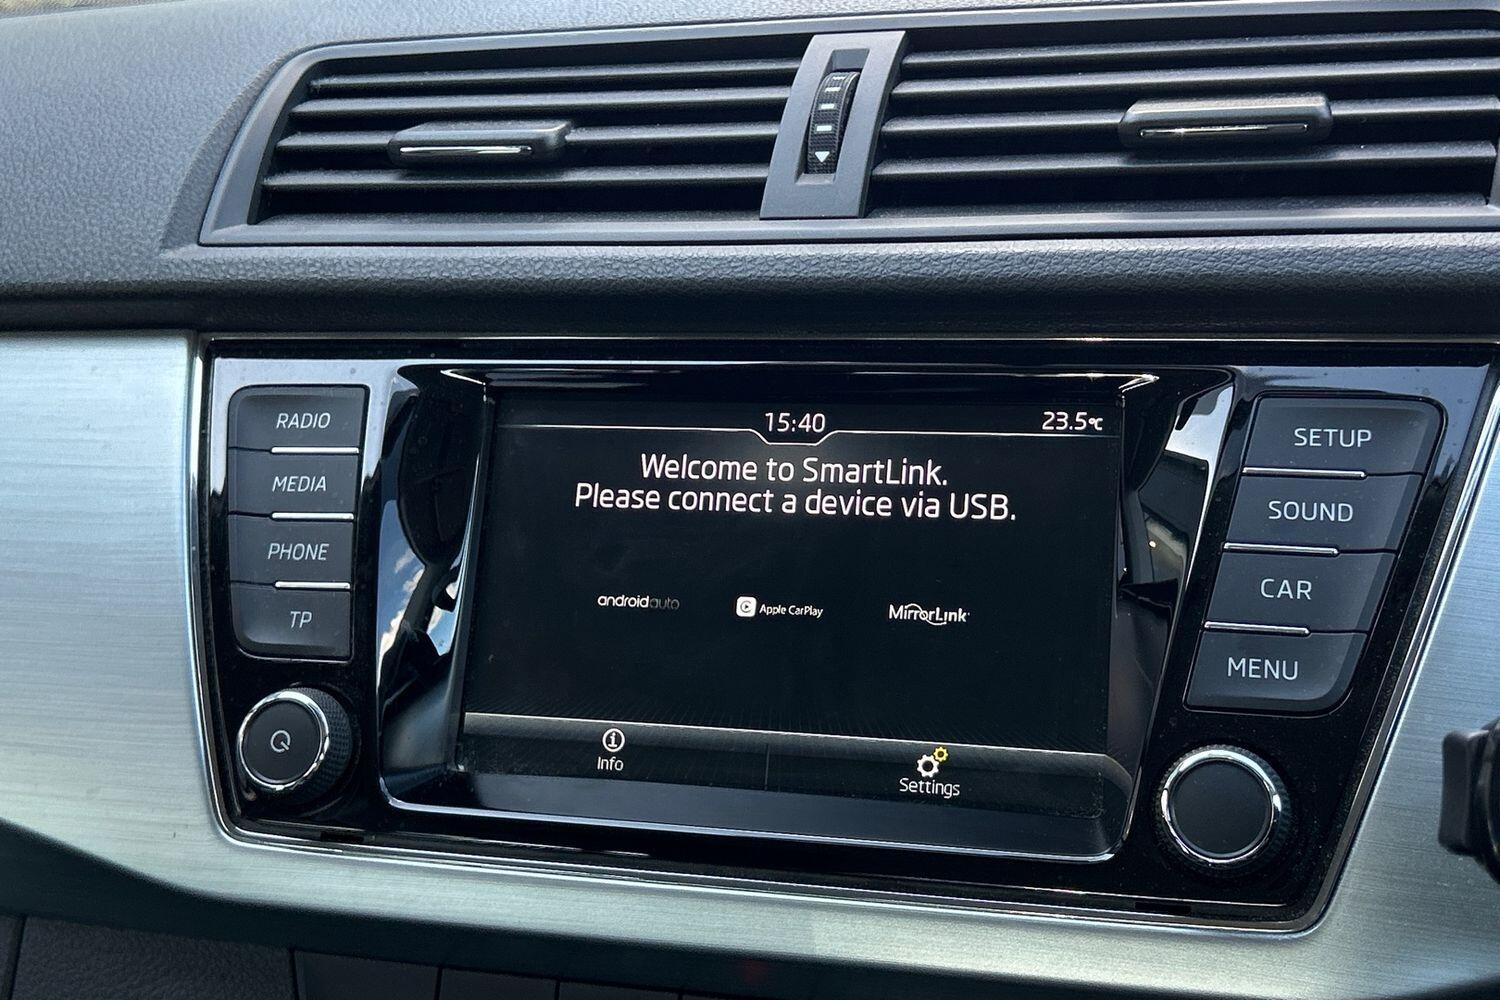 RADIO
MEDIA
PHONE
TP
15:40
23.5°C
Welcome to SmartLink.
Please connect a device via USB.
androidauto
Apple CarPlay
MirrorLink
Info
Settings
SETUP
SOUND
CAR
MENU